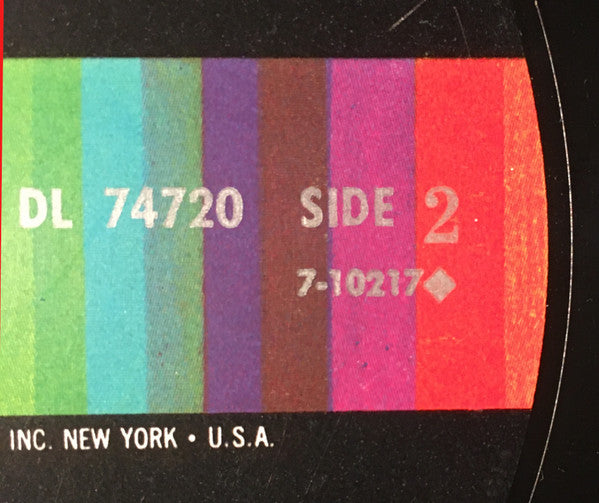 DL 74720 SIDE 2
7-10217◆
INC. NEW YORK • U.S.A.